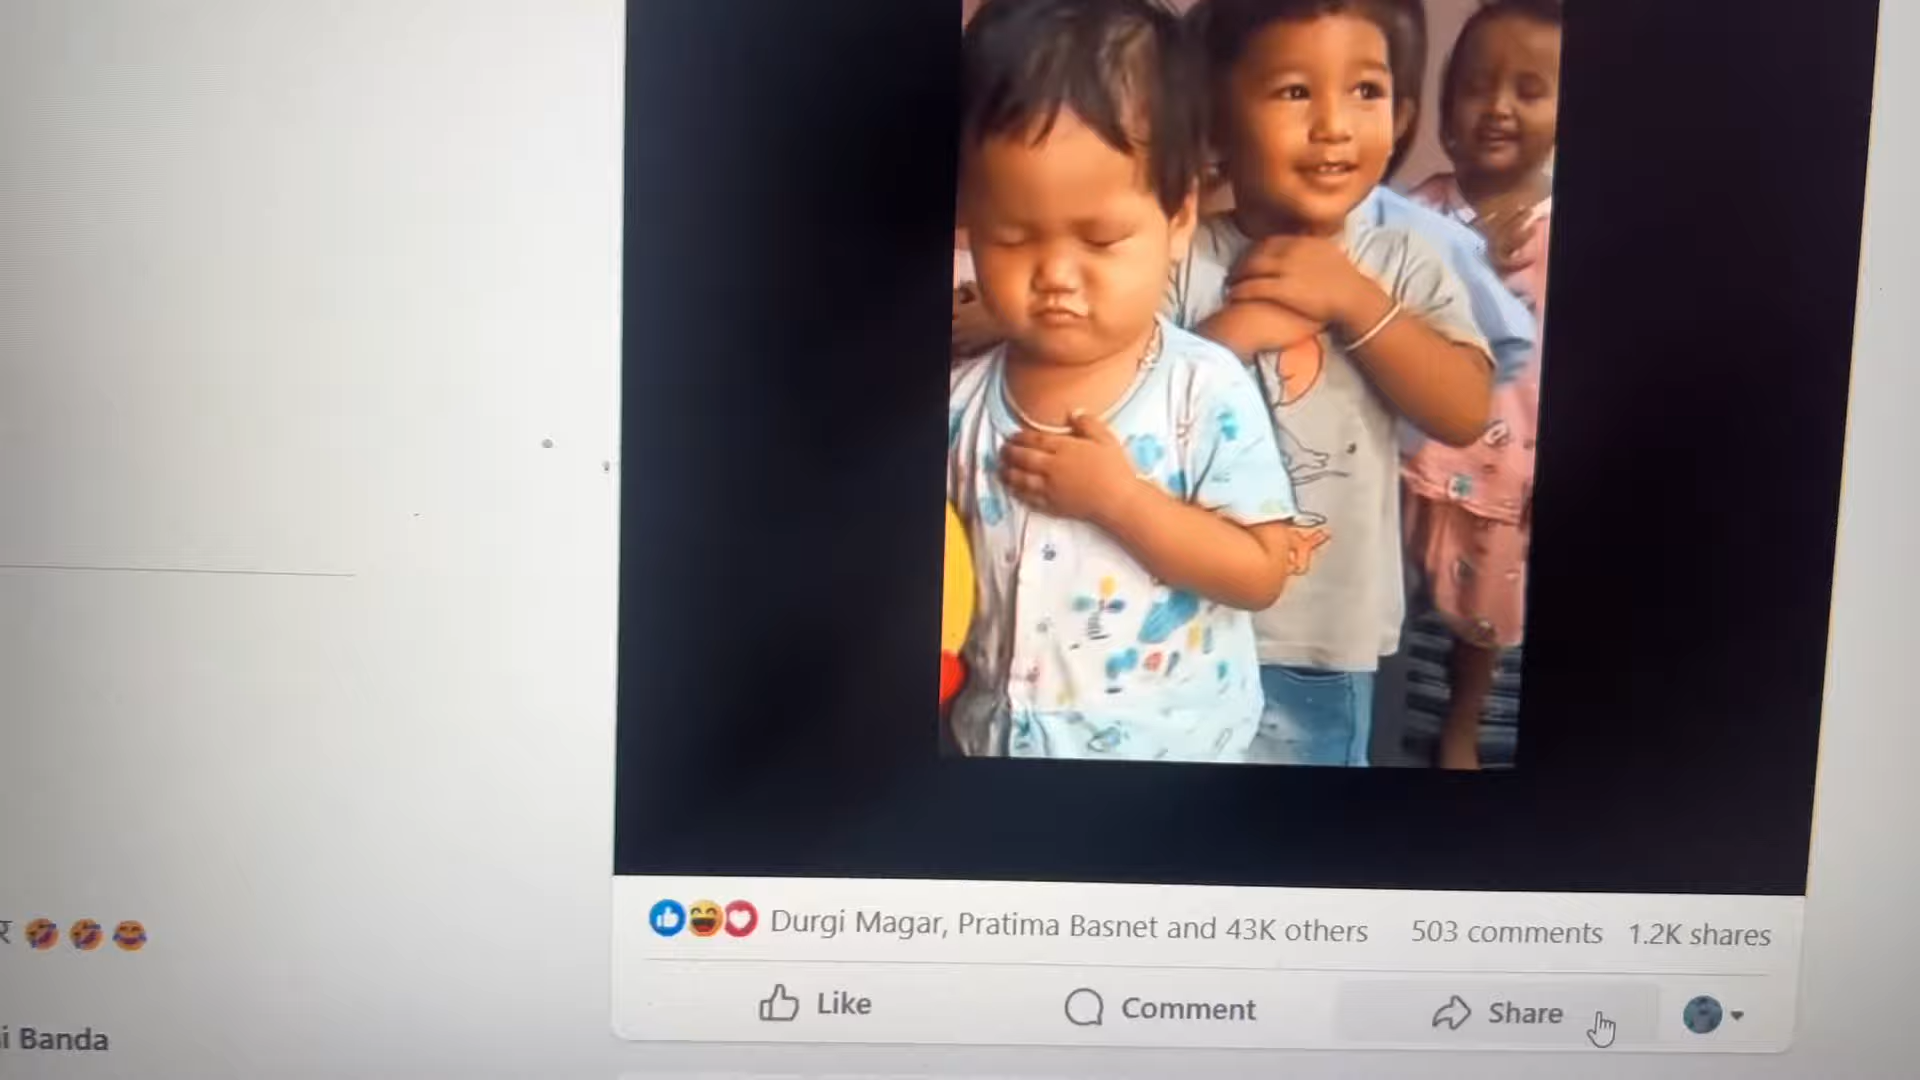 Durgi Magar, Pratima Basnet and 43K others 503 comments 1.2K shares
Like Comment Share
Banda